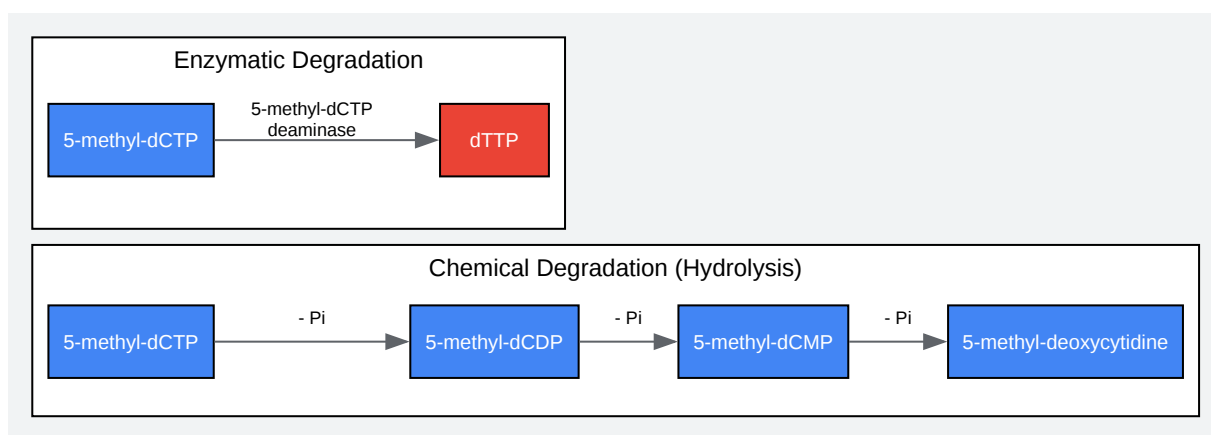 Enzymatic Degradation
5-methyl-dCTP
5-methyl-dCTP
deaminase
dTTP
Chemical Degradation (Hydrolysis)
5-methyl-dCTP
- Pi
5-methyl-dCDP
- Pi
5-methyl-dCMP
- Pi
5-methyl-deoxycytidine